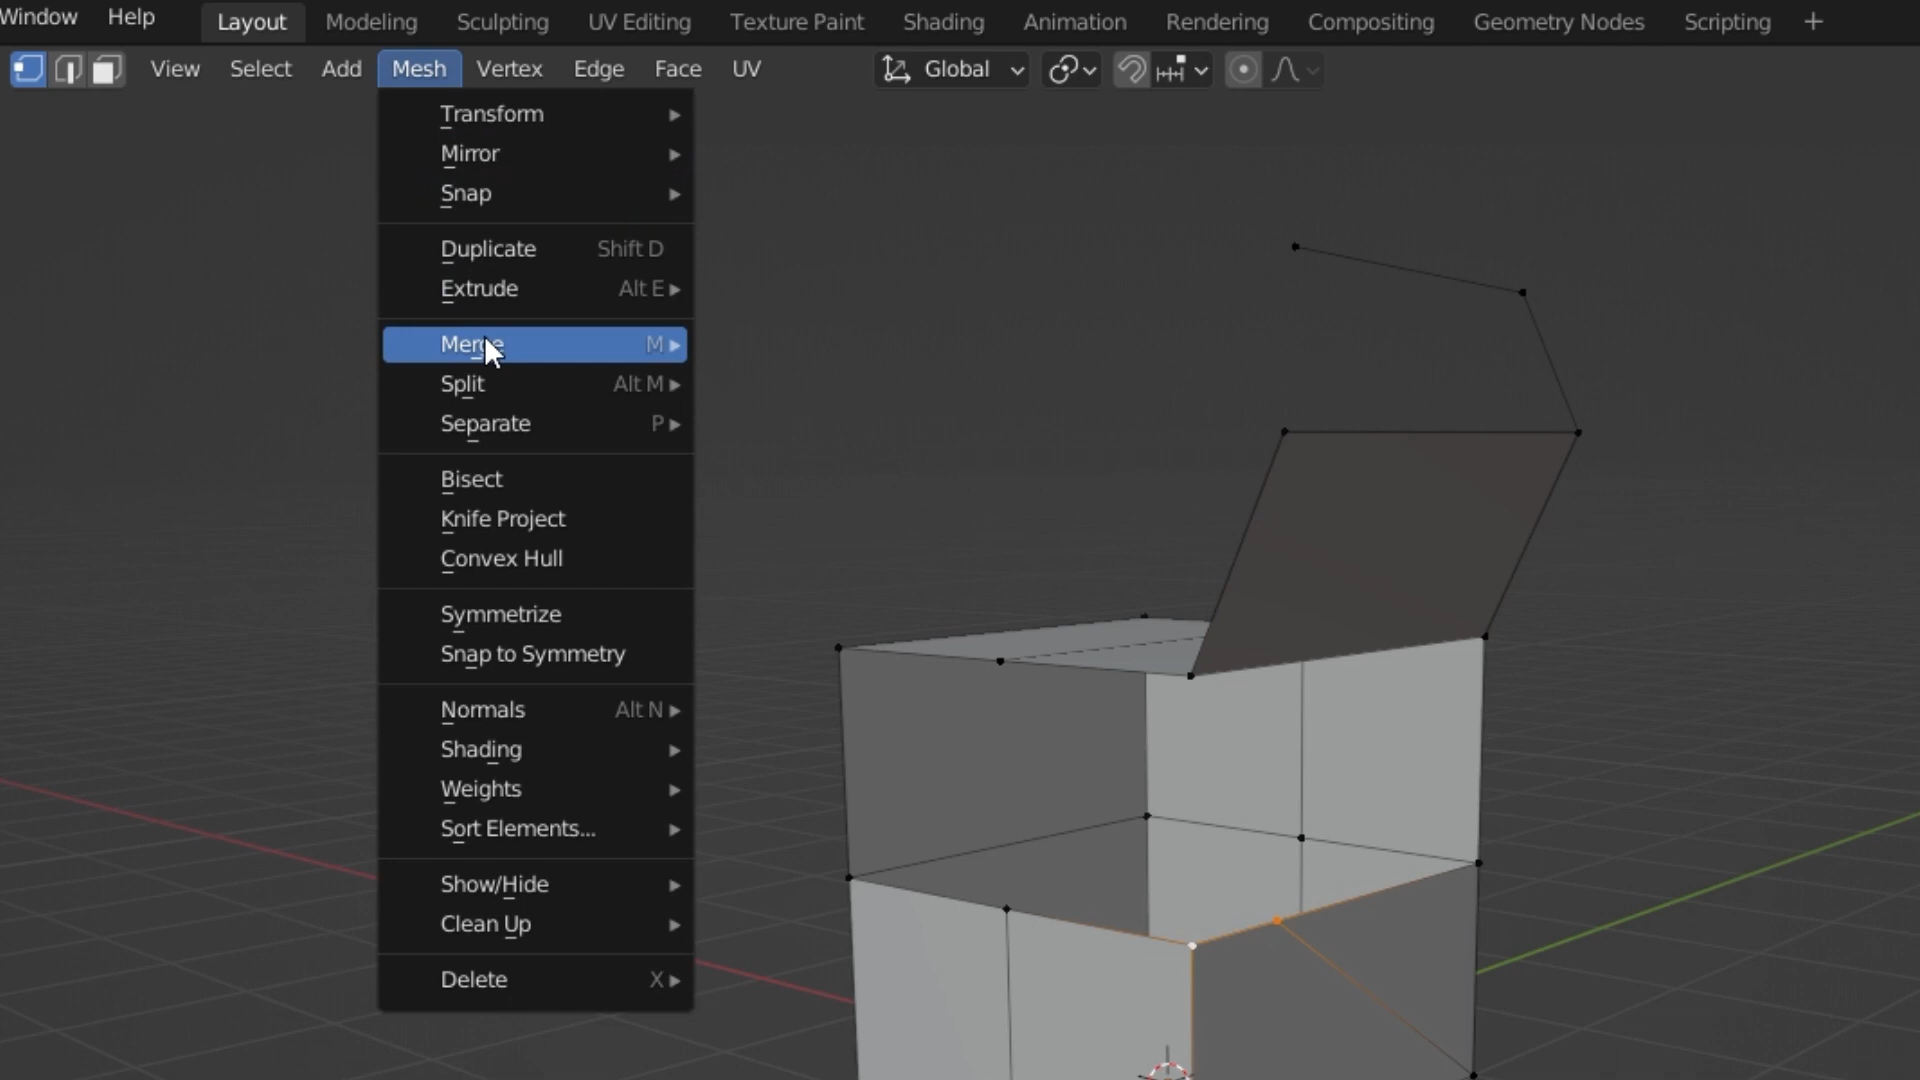 Window Help Layout Modeling Sculpting UV Editing Texture Paint Shading Animation Rendering Compositing Geometry Nodes Scripting +
View Select Add Mesh Vertex Edge Face UV Global
Transform
Mirror
Snap
Duplicate Shift D
Extrude Alt E
Merge M
Split Alt M
Separate P
Bisect
Knife Project
Convex Hull
Symmetrize
Snap to Symmetry
Normals Alt N
Shading
Weights
Sort Elements...
Show/Hide
Clean Up
Delete X